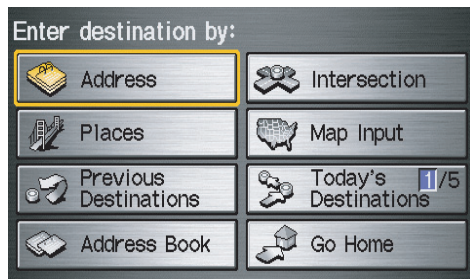 Enter destination by:
Address
Intersection
Places
Map Input
Previous
Destinations
Today's
Destinations
1/5
Address Book
Go Home